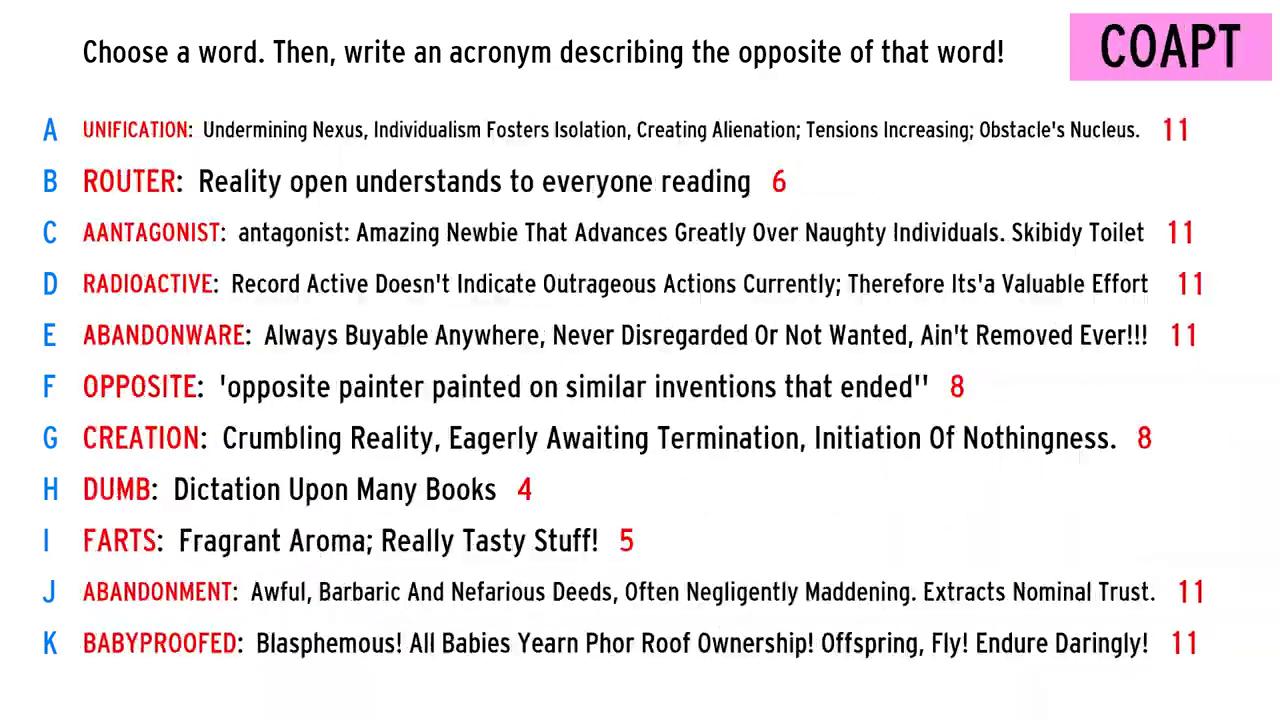 Choose a word. Then, write an acronym describing the opposite of that word!
COAPT
A UNIFICATION: Undermining Nexus, Individualism Fosters Isolation, Creating Alienation; Tensions Increasing; Obstacle's Nucleus. 11
B ROUTER: Reality open understands to everyone reading 6
C AANTAGONIST: antagonist: Amazing Newbie That Advances Greatly Over Naughty Individuals. Skibidy Toilet 11
D RADIOACTIVE: Record Active Doesn't Indicate Outrageous Actions Currently; Therefore Its'a Valuable Effort 11
E ABANDONWARE: Always Buyable Anywhere, Never Disregarded Or Not Wanted, Ain't Removed Ever!!! 11
F OPPOSITE: 'opposite painter painted on similar inventions that ended" 8
G CREATION: Crumbling Reality, Eagerly Awaiting Termination, Initiation Of Nothingness. 8
H DUMB: Dictation Upon Many Books 4
I FARTS: Fragrant Aroma; Really Tasty Stuff! 5
J ABANDONMENT: Awful, Barbaric And Nefarious Deeds, Often Negligently Maddening. Extracts Nominal Trust. 11
K BABYPROOFED: Blasphemous! All Babies Yearn Phor Roof Ownership! Offspring, Fly! Endure Daringly! 11